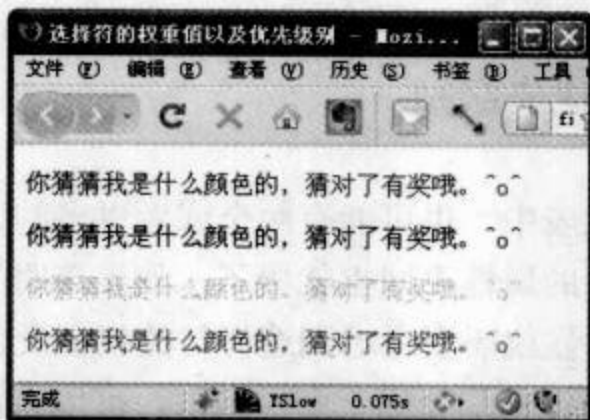 选择符的权重值以及优先级别 - Mozi...
文件 (F) 编辑 (E) 查看 (V) 历史 (S) 书签 (B) 工具
fi
你猜猜我是什么颜色的，猜对了有奖哦。^o^
你猜猜我是什么颜色的，猜对了有奖哦。^o^
你猜猜我是什么颜色的，猜对了有奖哦。^o^
你猜猜我是什么颜色的，猜对了有奖哦。^o^
完成 YSlow 0.075s